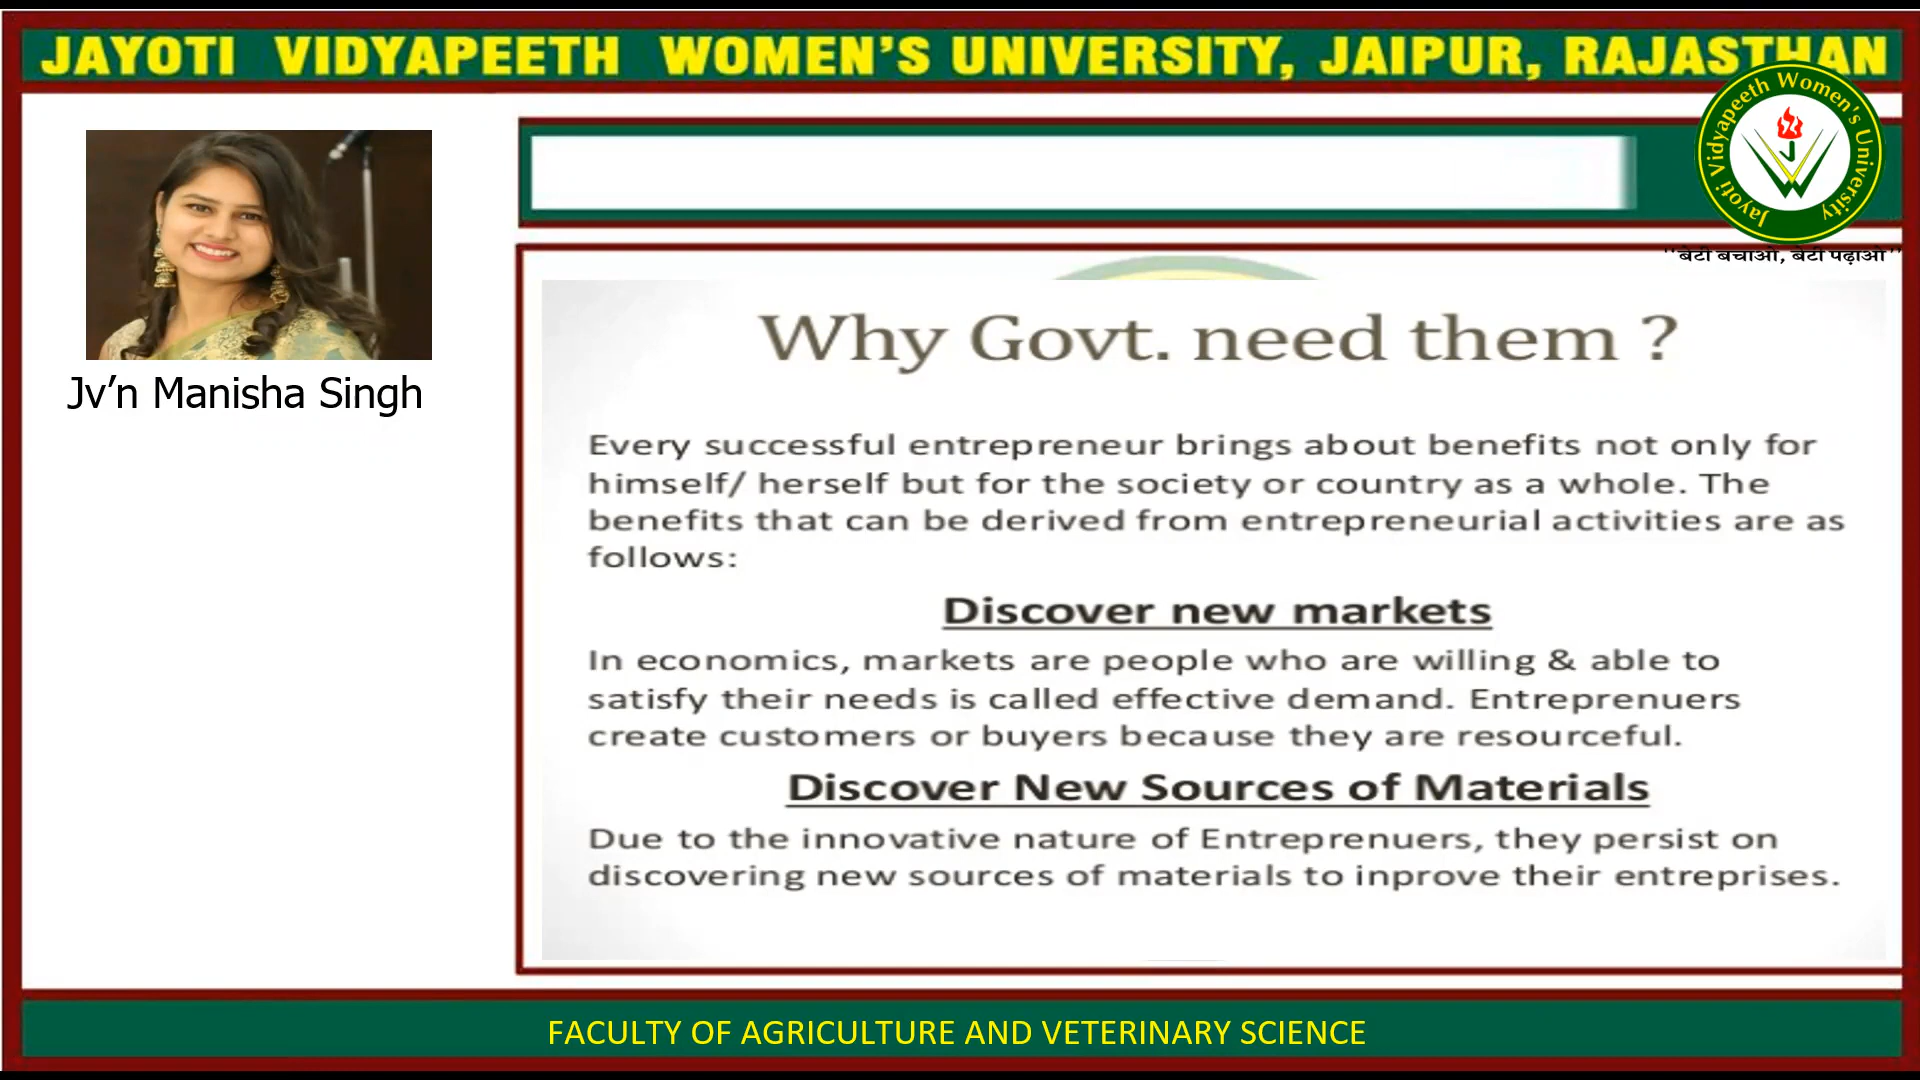 JAYOTI VIDYAPEETH WOMEN’S UNIVERSITY, JAIPUR, RAJASTHAN
Jayoti Vidyapeeth Women's University
''बेटी बचाओ, बेटी पढ़ाओ''
Jv’n Manisha Singh
Why Govt. need them ?
Every successful entrepreneur brings about benefits not only for
himself/ herself but for the society or country as a whole. The
benefits that can be derived from entrepreneurial activities are as
follows:
Discover new markets
In economics, markets are people who are willing & able to
satisfy their needs is called effective demand. Entreprenuers
create customers or buyers because they are resourceful.
Discover New Sources of Materials
Due to the innovative nature of Entreprenuers, they persist on
discovering new sources of materials to inprove their entreprises.
FACULTY OF AGRICULTURE AND VETERINARY SCIENCE